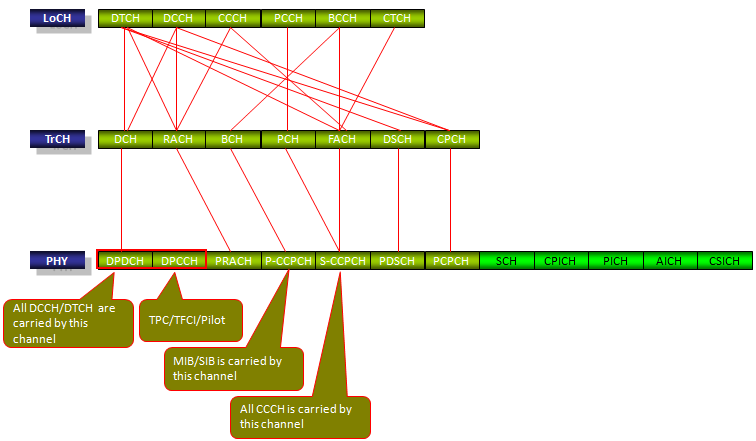 LoCH DTCH DCCH CCCH PCCH BCCH CTCH
TrCH DCH RACH BCH PCH FACH DSCH CPCH
PHY DPDCH DPCCH PRACH P-CCPCH S-CCPCH PDSCH PCPCH SCH CPICH PICH AICH CSICH
All DCCH/DTCH are
carried by this
channel
TPC/TFCI/Pilot
MIB/SIB is carried by
this channel
All CCCH is carried by
this channel